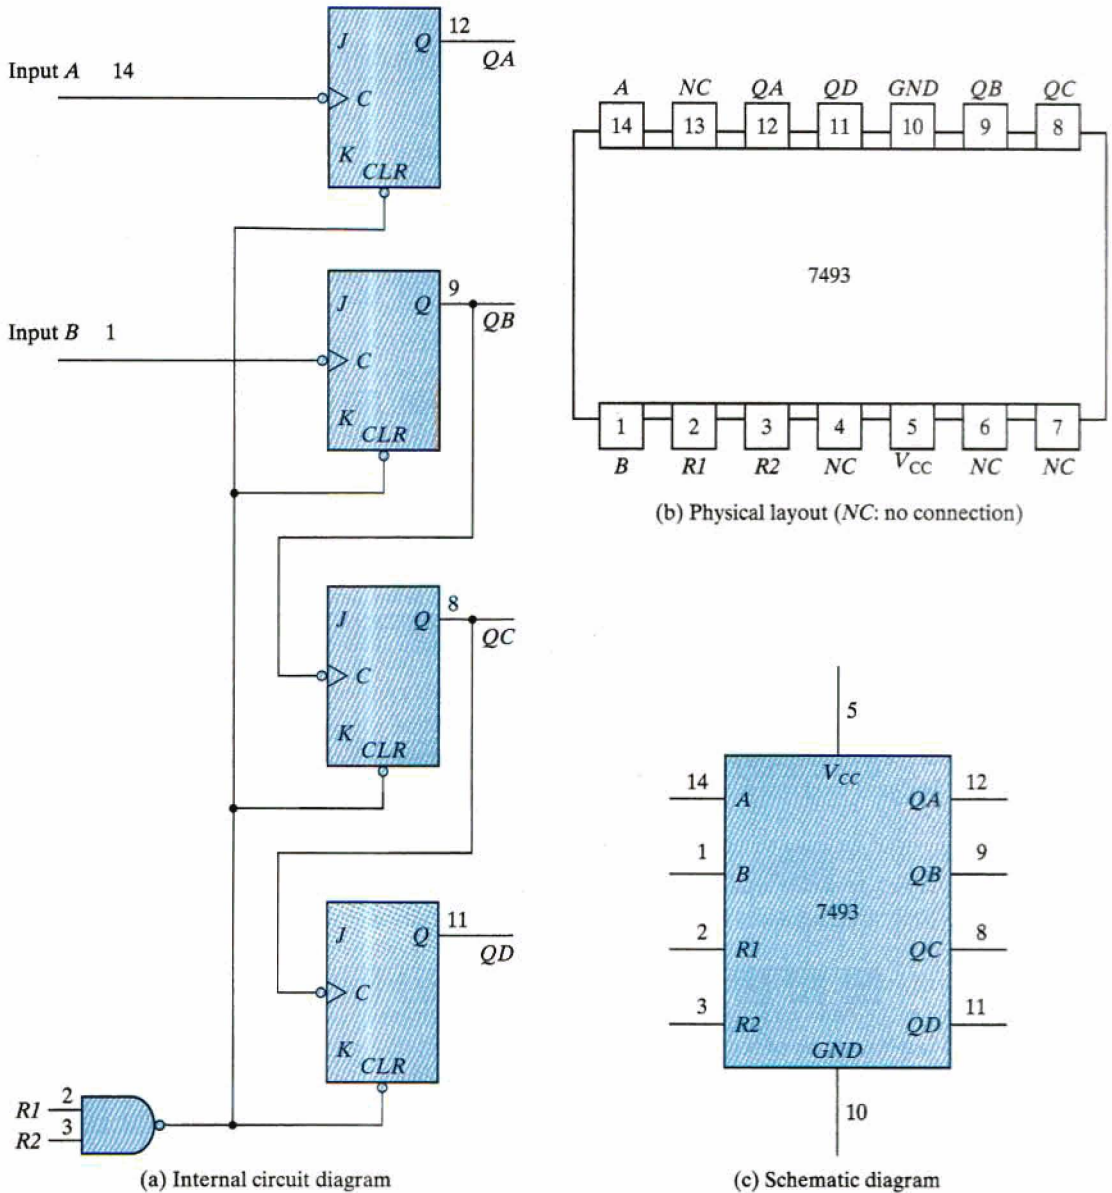 J Q 12
QA
Input A 14
C
K
CLR
J Q 9
QB
Input B 1
C
K
CLR
J Q 8
QC
C
K
CLR
J Q 11
QD
C
K
CLR
R1 2
R2 3
(a) Internal circuit diagram
A NC QA QD GND QB QC
14 13 12 11 10 9 8
7493
1 2 3 4 5 6 7
B R1 R2 NC VCC NC NC
(b) Physical layout (NC: no connection)
5
VCC
14 A QA 12
1 B QB 9
7493
2 R1 QC 8
3 R2 QD 11
GND
10
(c) Schematic diagram